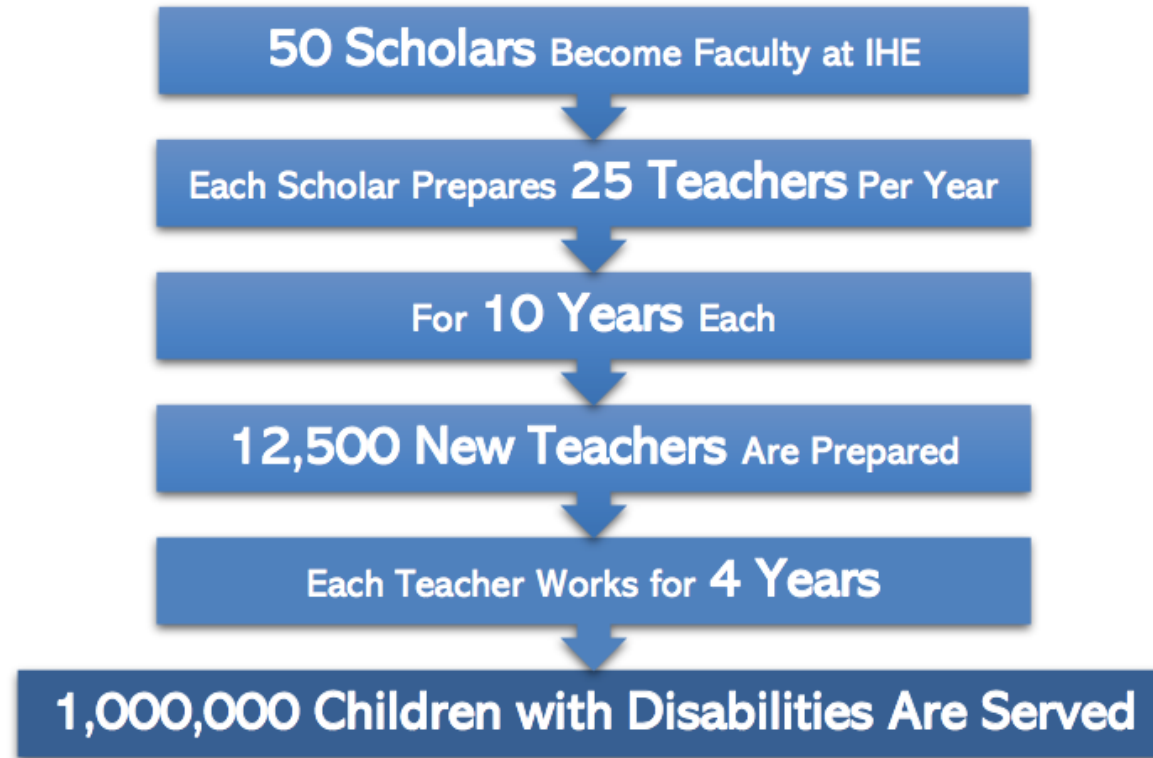 50 Scholars Become Faculty at IHE
Each Scholar Prepares 25 Teachers Per Year
For 10 Years Each
12,500 New Teachers Are Prepared
Each Teacher Works for 4 Years
1,000,000 Children with Disabilities Are Served